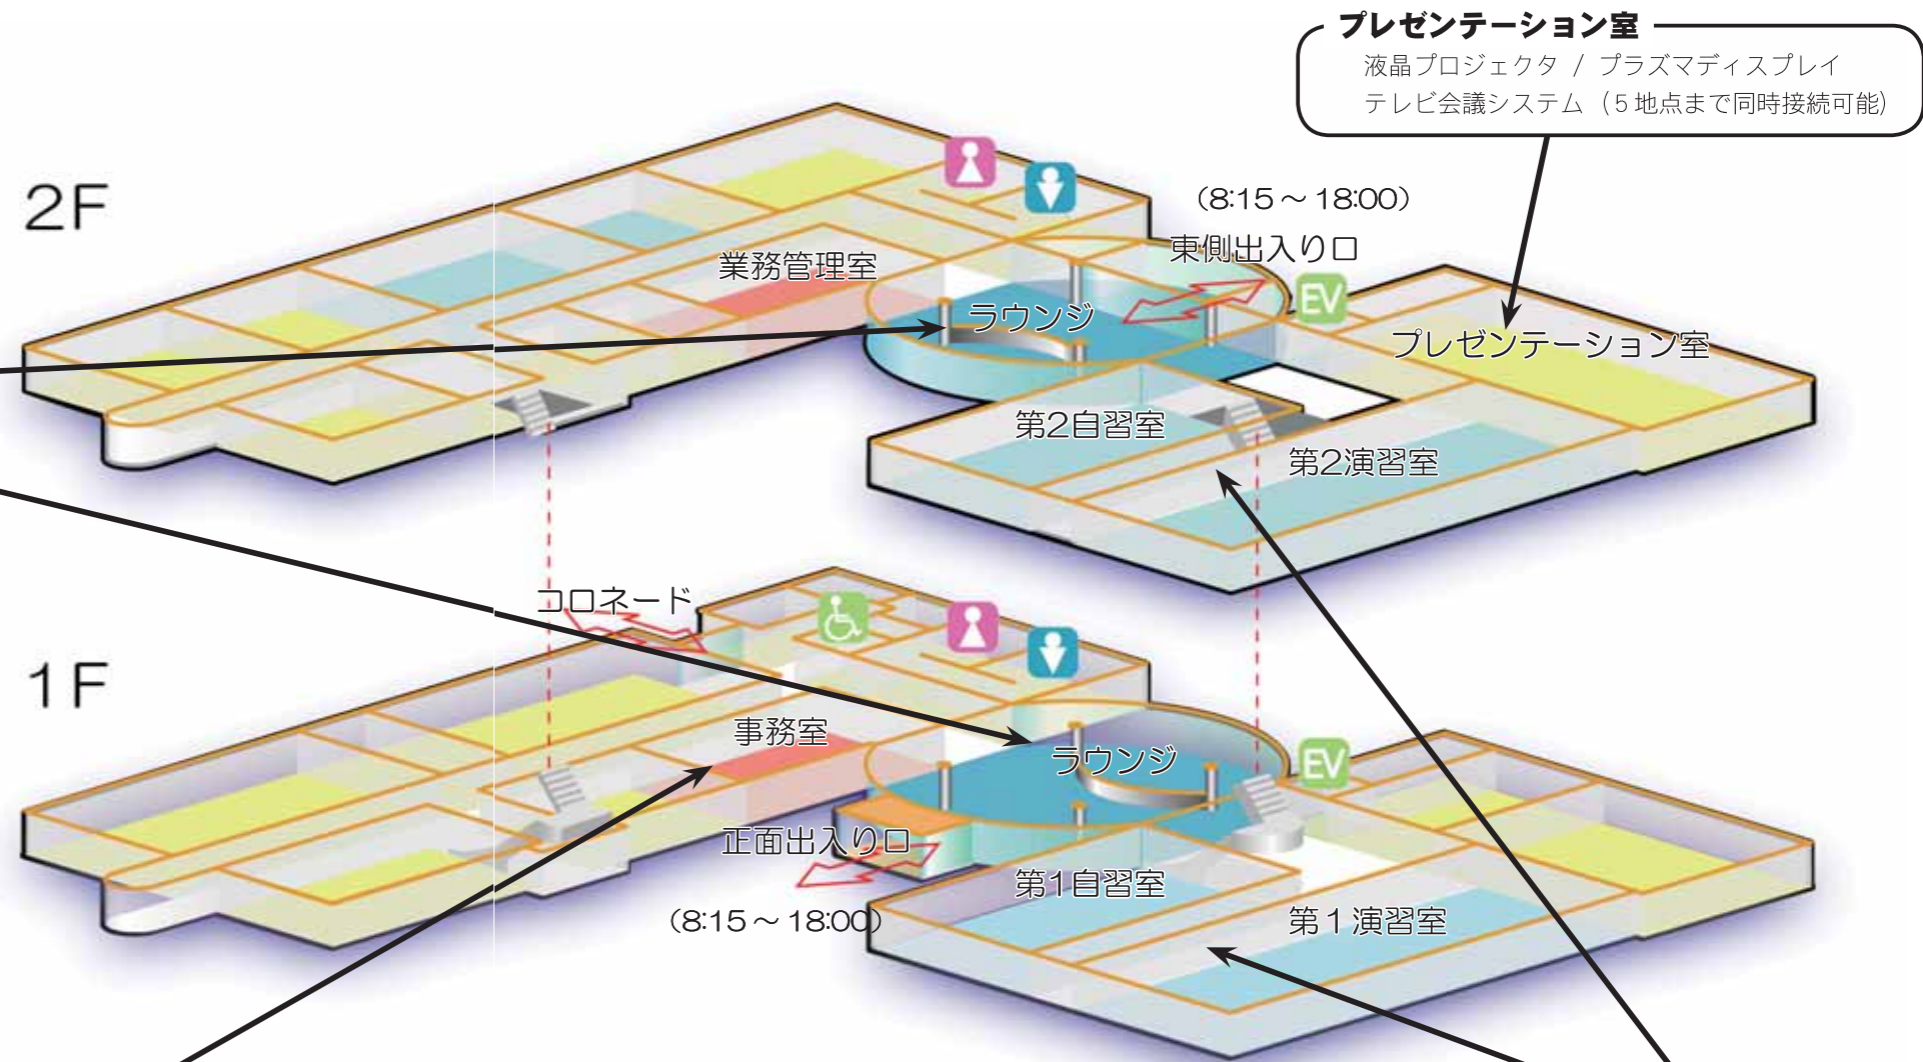 プレゼンテーション室
液晶プロジェクタ / プラズマディスプレイ
テレビ会議システム（5地点まで同時接続可能）
2F
(8:15～18:00)
東側出入り口
業務管理室
EV
ラウンジ
プレゼンテーション室
第2自習室
第2演習室
コロネード
1F
事務室
ラウンジ
EV
正面出入り口
第1自習室
(8:15～18:00)
第1演習室